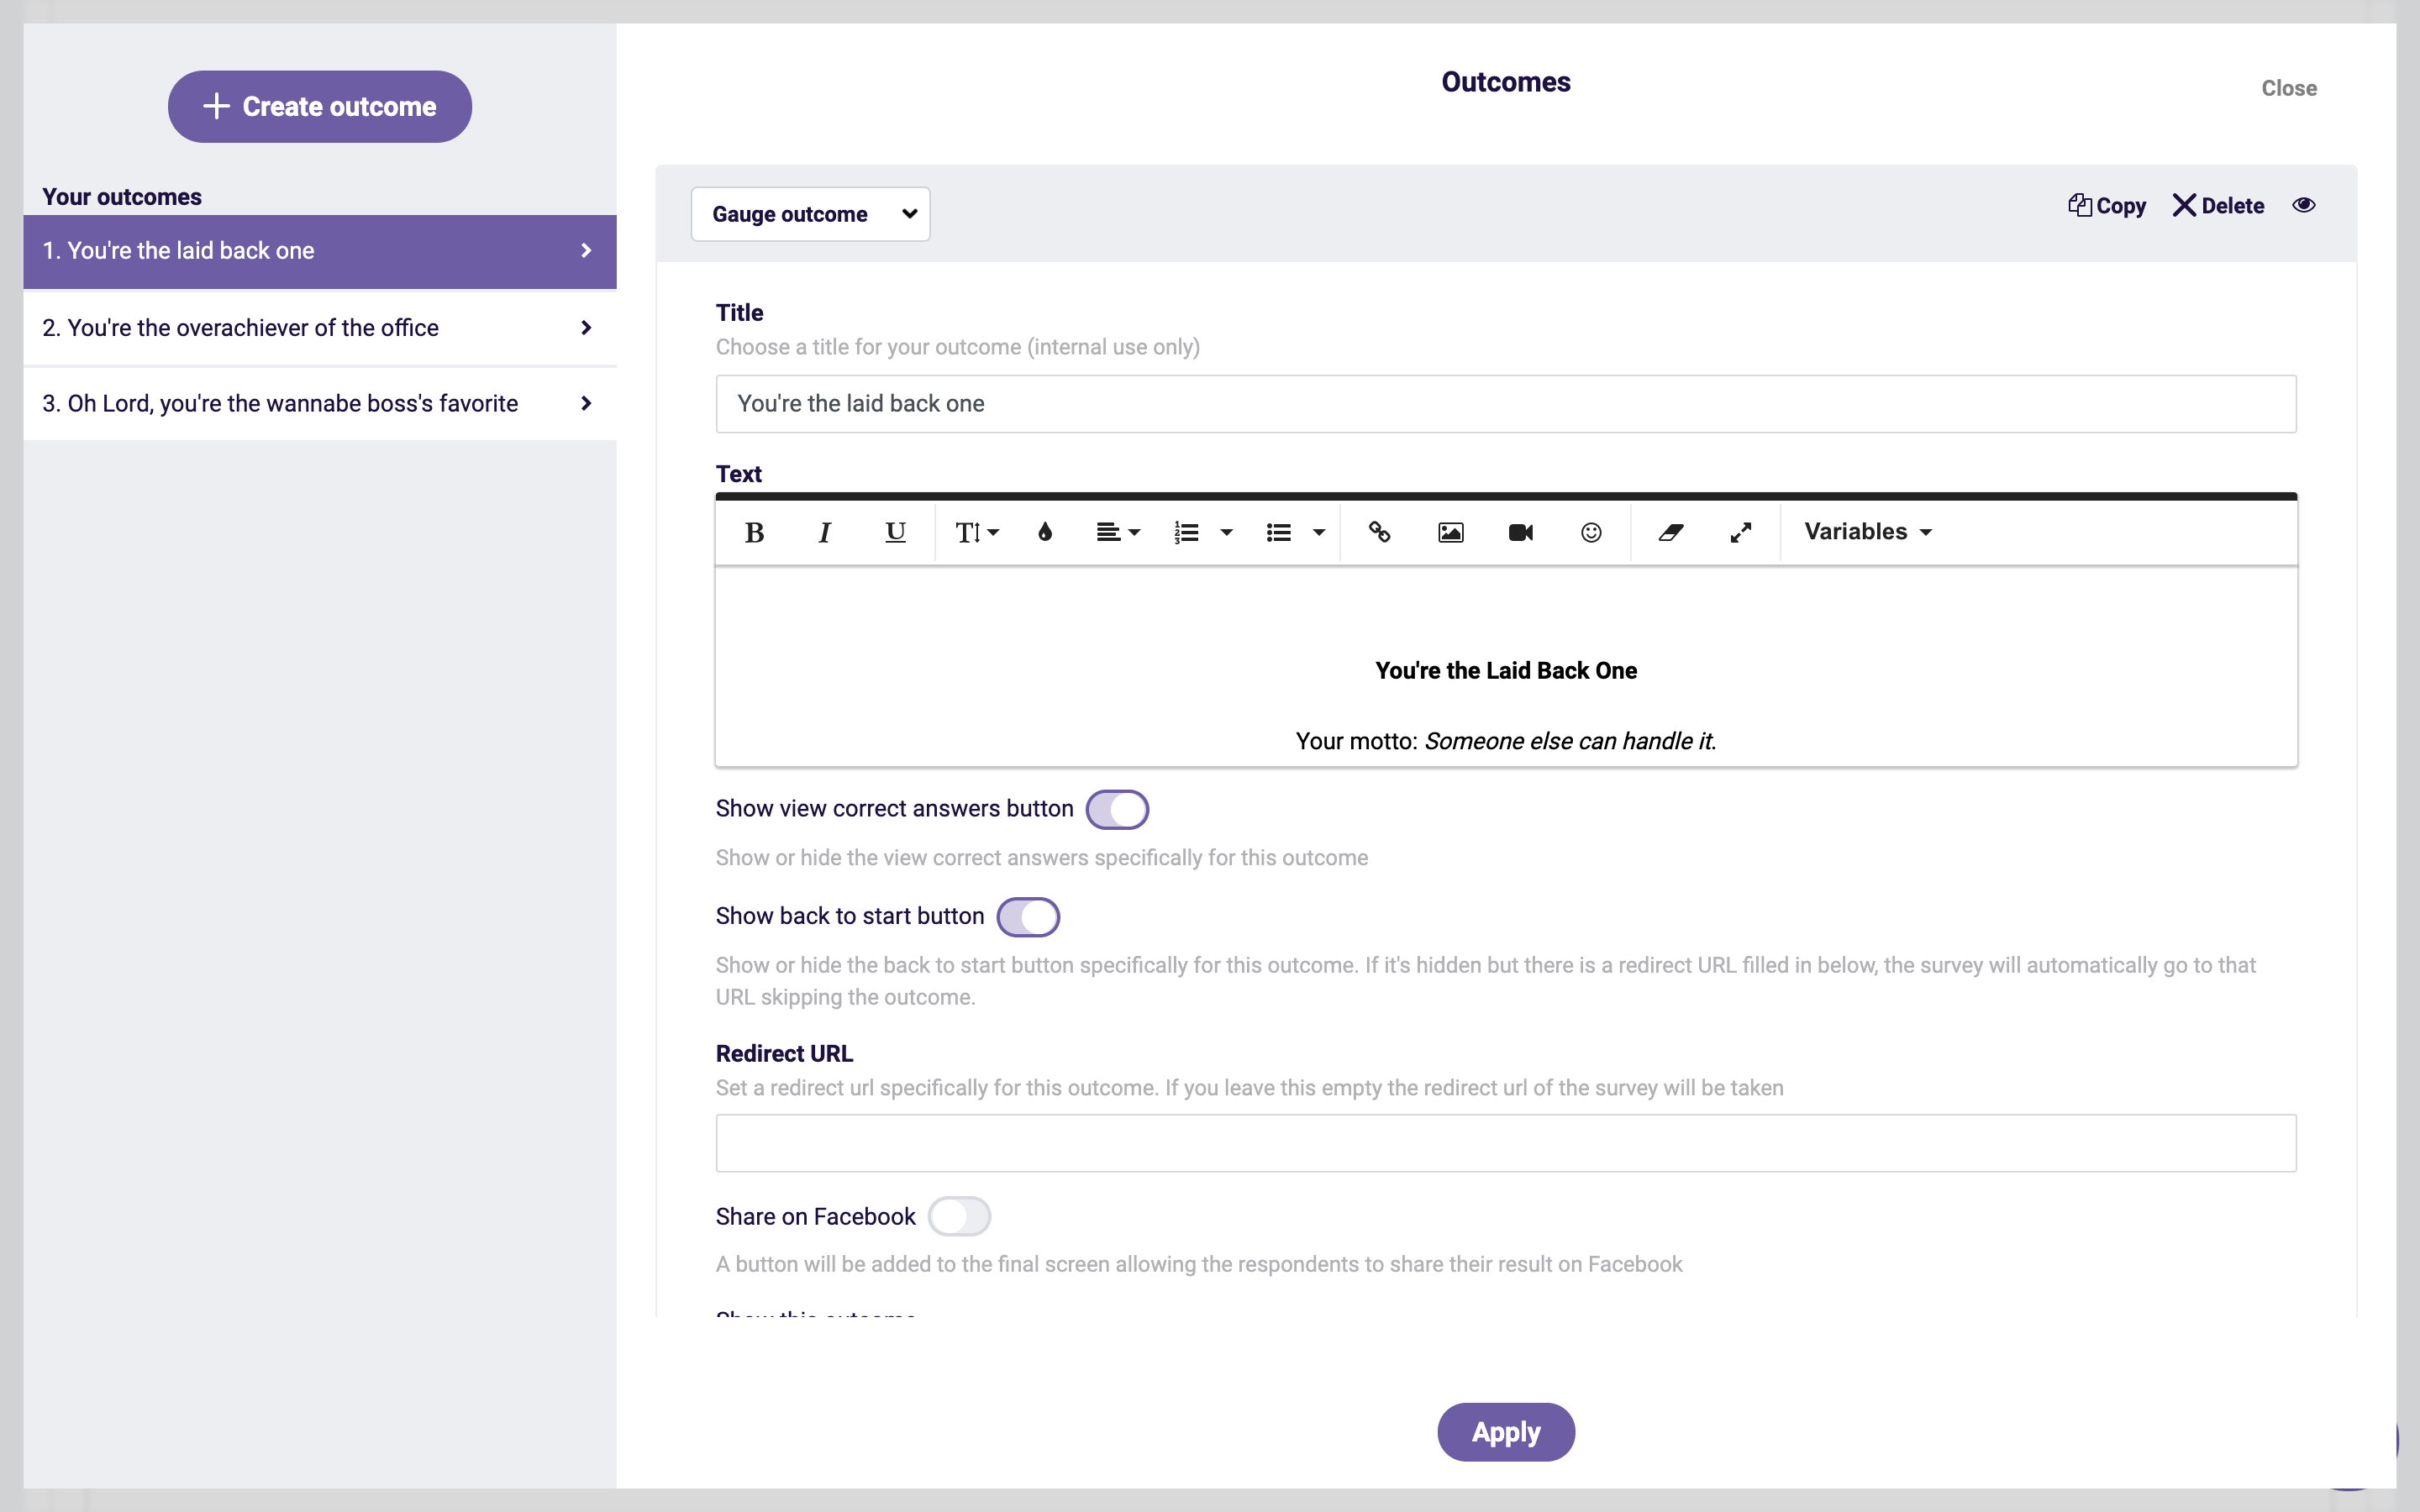 Create outcome
Your outcomes
1. You're the laid back one
2. You're the overachiever of the office
3. Oh Lord, you're the wannabe boss's favorite
Outcomes
Close
Gauge outcome
Copy
Delete
Title
Choose a title for your outcome (internal use only)
You're the laid back one
Text
B I U Variables
You're the Laid Back One
Your motto: Someone else can handle it.
Show view correct answers button
Show or hide the view correct answers specifically for this outcome
Show back to start button
Show or hide the back to start button specifically for this outcome. If it's hidden but there is a redirect URL filled in below, the survey will automatically go to that
URL skipping the outcome.
Redirect URL
Set a redirect url specifically for this outcome. If you leave this empty the redirect url of the survey will be taken
Share on Facebook
A button will be added to the final screen allowing the respondents to share their result on Facebook
Show this outcome
Apply